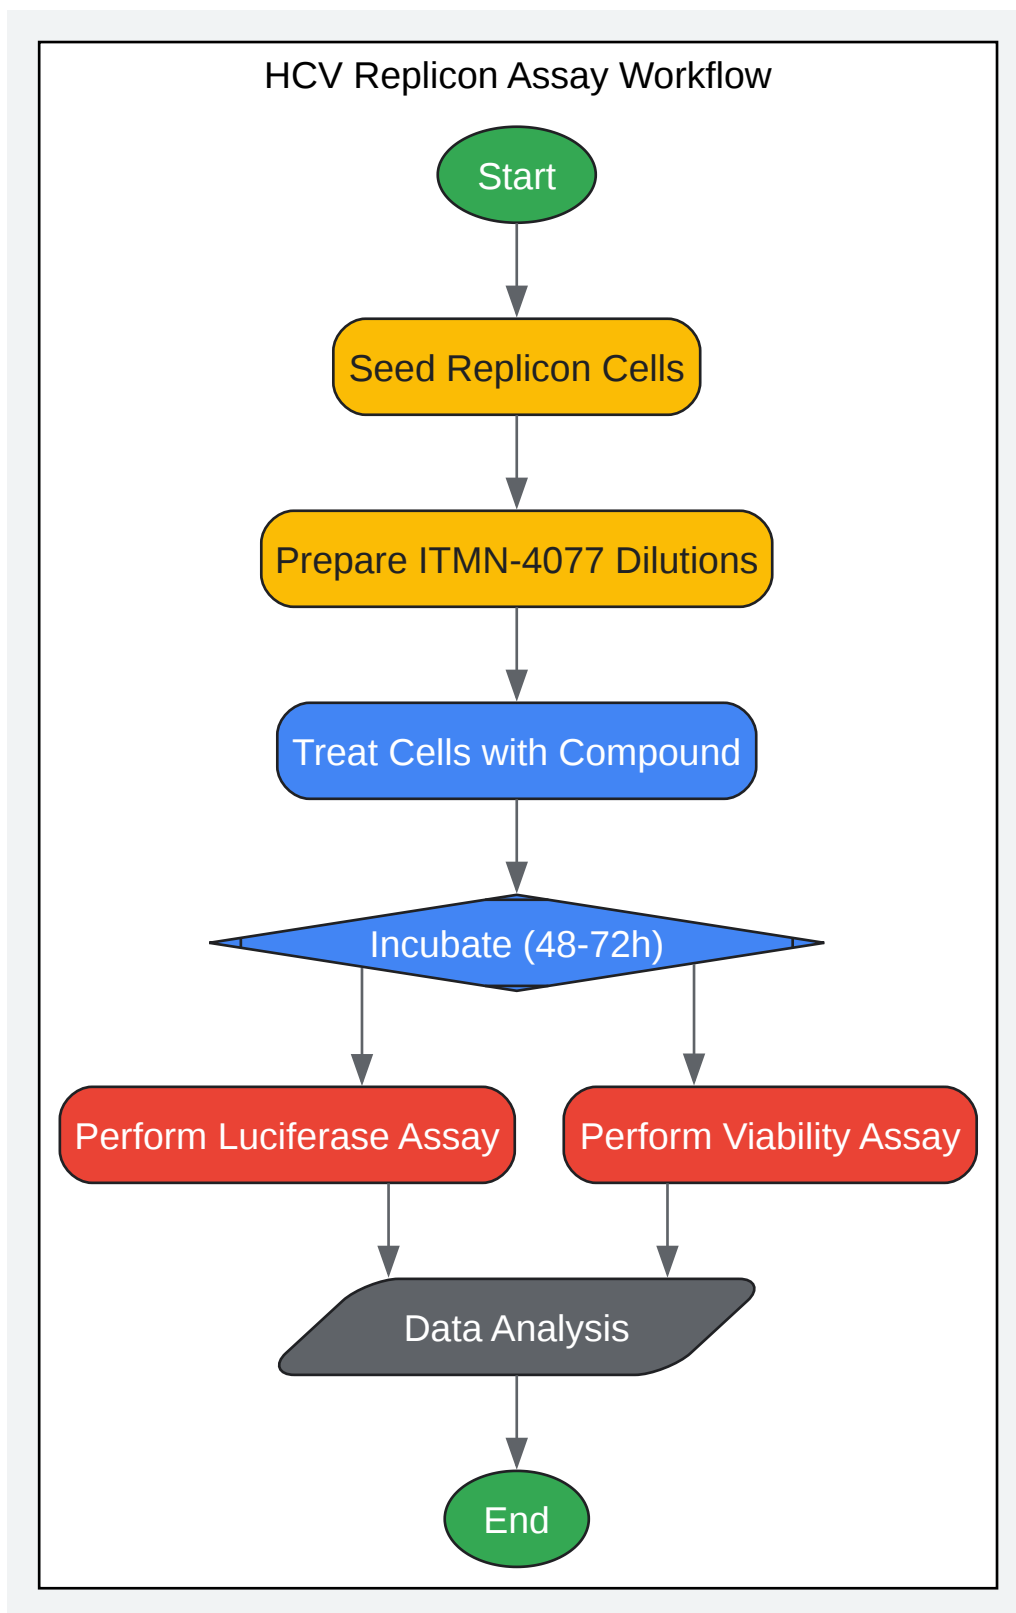 HCV Replicon Assay Workflow
Start
Seed Replicon Cells
Prepare ITMN-4077 Dilutions
Treat Cells with Compound
Incubate (48-72h)
Perform Luciferase Assay
Perform Viability Assay
Data Analysis
End